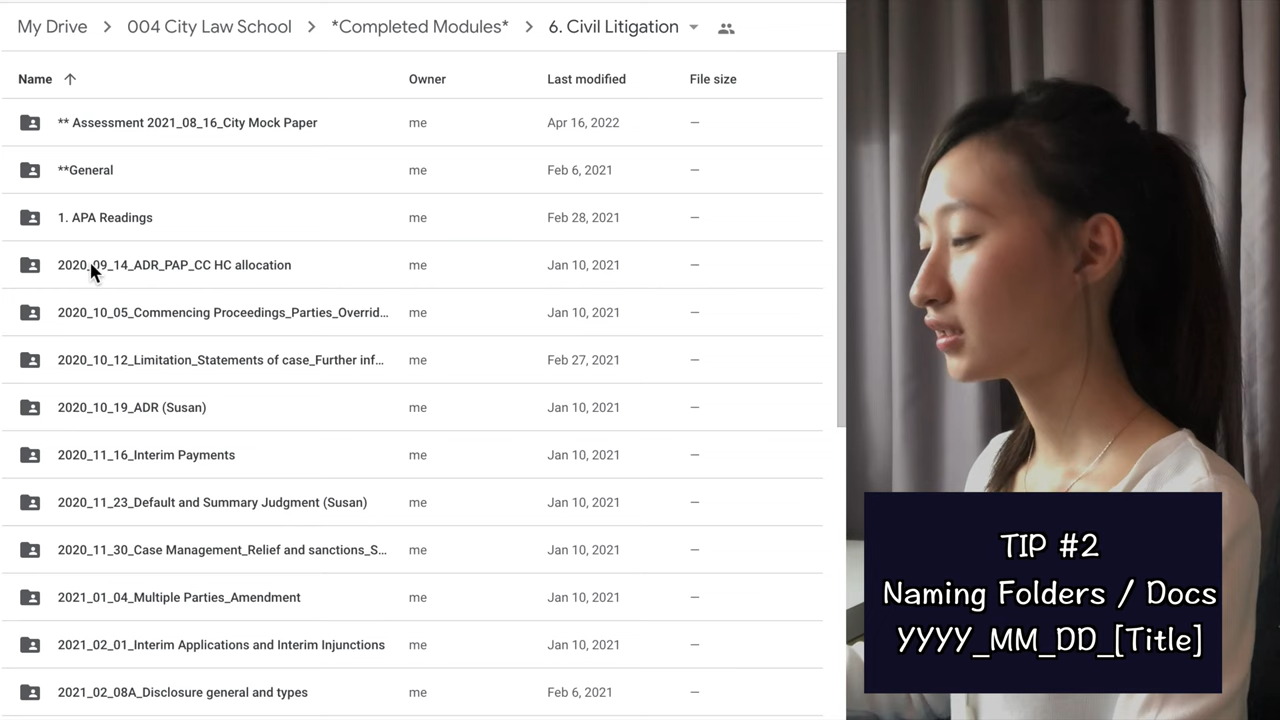 My Drive > 004 City Law School > *Completed Modules* > 6. Civil Litigation
Name Owner Last modified File size
** Assessment 2021_08_16_City Mock Paper me Apr 16, 2022 —
**General me Feb 6, 2021 —
1. APA Readings me Feb 28, 2021 —
2020_09_14_ADR_PAP_CC HC allocation me Jan 10, 2021 —
2020_10_05_Commencing Proceedings_Parties_Overrid... me Jan 10, 2021 —
2020_10_12_Limitation_Statements of case_Further inf... me Feb 27, 2021 —
2020_10_19_ADR (Susan) me Jan 10, 2021 —
2020_11_16_Interim Payments me Jan 10, 2021 —
2020_11_23_Default and Summary Judgment (Susan) me Jan 10, 2021 —
2020_11_30_Case Management_Relief and sanctions_S... me Jan 10, 2021 —
2021_01_04_Multiple Parties_Amendment me Jan 10, 2021 —
2021_02_01_Interim Applications and Interim Injunctions me Jan 10, 2021 —
2021_02_08A_Disclosure general and types me Feb 6, 2021 —
TIP #2
Naming Folders / Docs
YYYY_MM_DD_[Title]